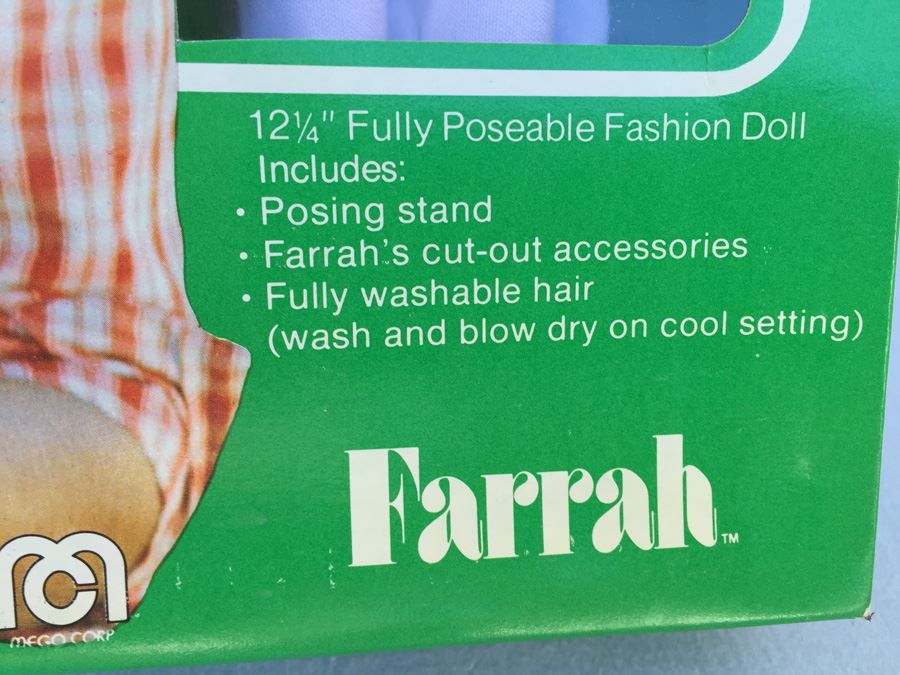 12¼" Fully Poseable Fashion Doll
Includes:
• Posing stand
• Farrah's cut-out accessories
• Fully washable hair
(wash and blow dry on cool setting)
Farrah™
MEGO CORP